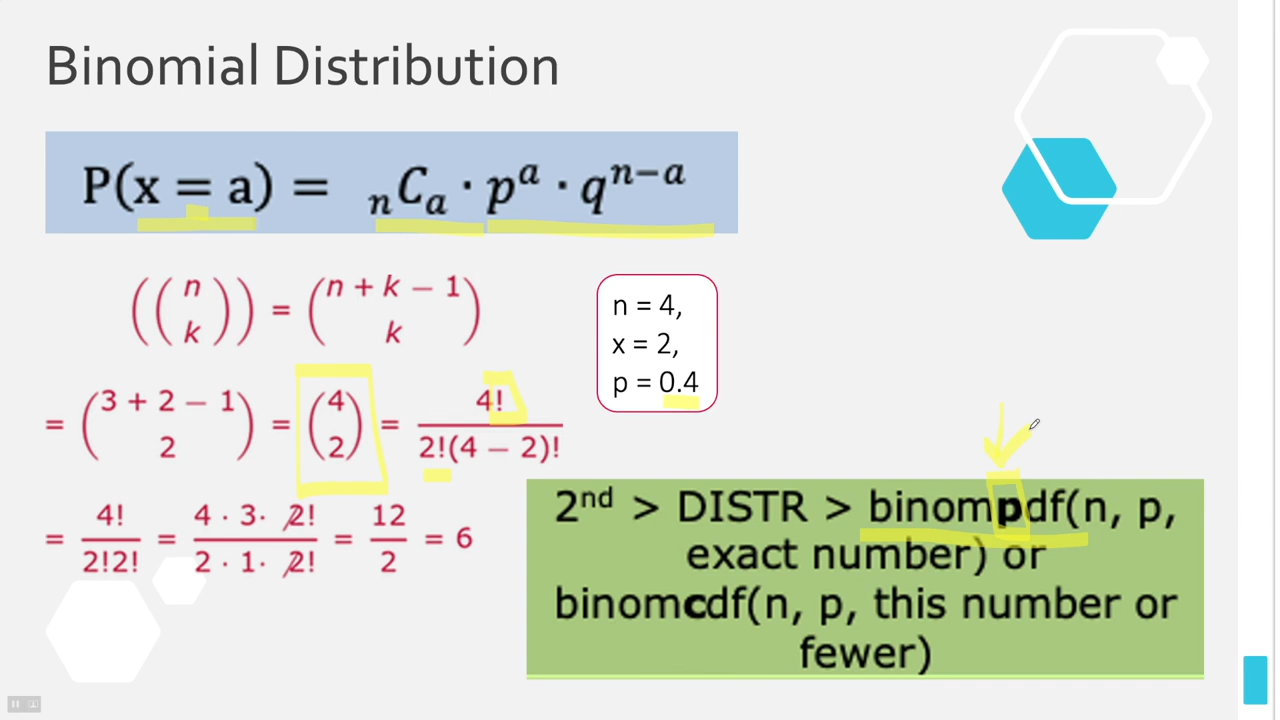 Binomial Distribution
P(x = a) = ₙCₐ · pᵃ · qⁿ⁻ᵃ
((n k)) = (n + k − 1 k)
= (3 + 2 − 1 2) = (4 2) = 4! / 2!(4 − 2)!
= 4! / 2!2! = 4 · 3 · 2! / 2 · 1 · 2! = 12 / 2 = 6
n = 4,
x = 2,
p = 0.4
2ⁿᵈ > DISTR > binompdf(n, p,
exact number) or
binomcdf(n, p, this number or
fewer)